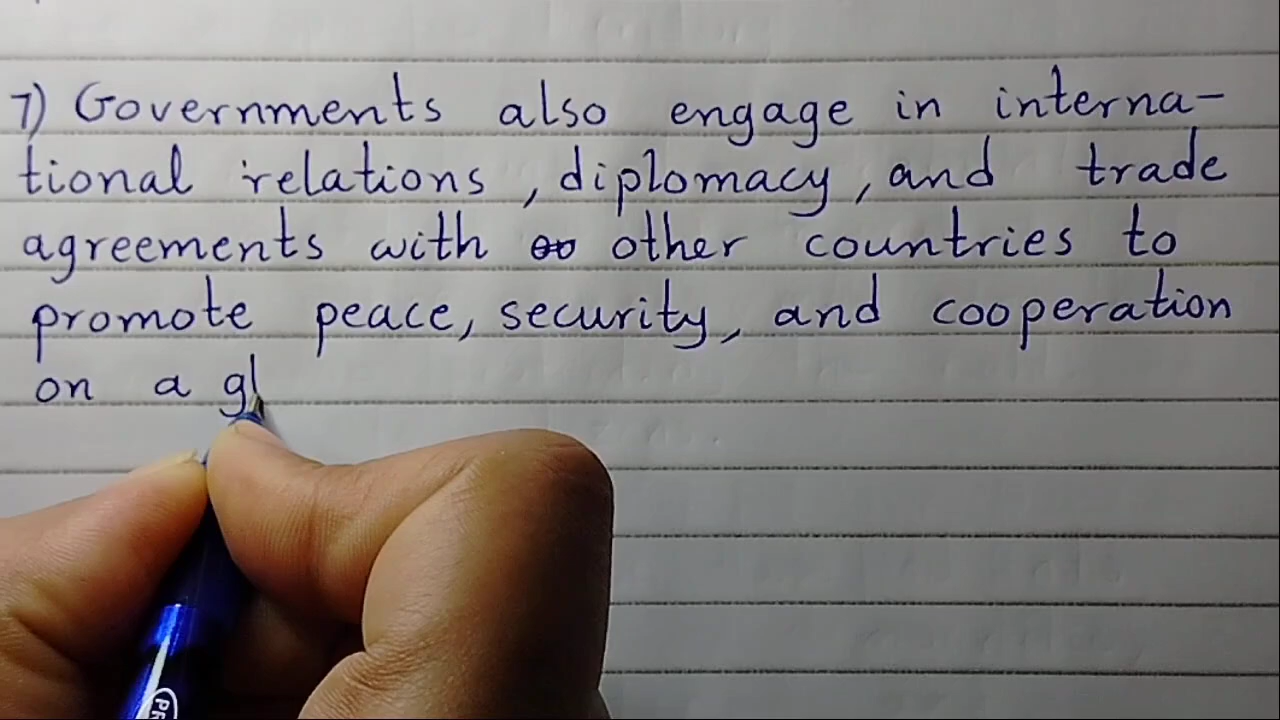 7) Governments also engage in interna-
tional relations, diplomacy, and trade
agreements with other countries to
promote peace, security, and cooperation
on a gl